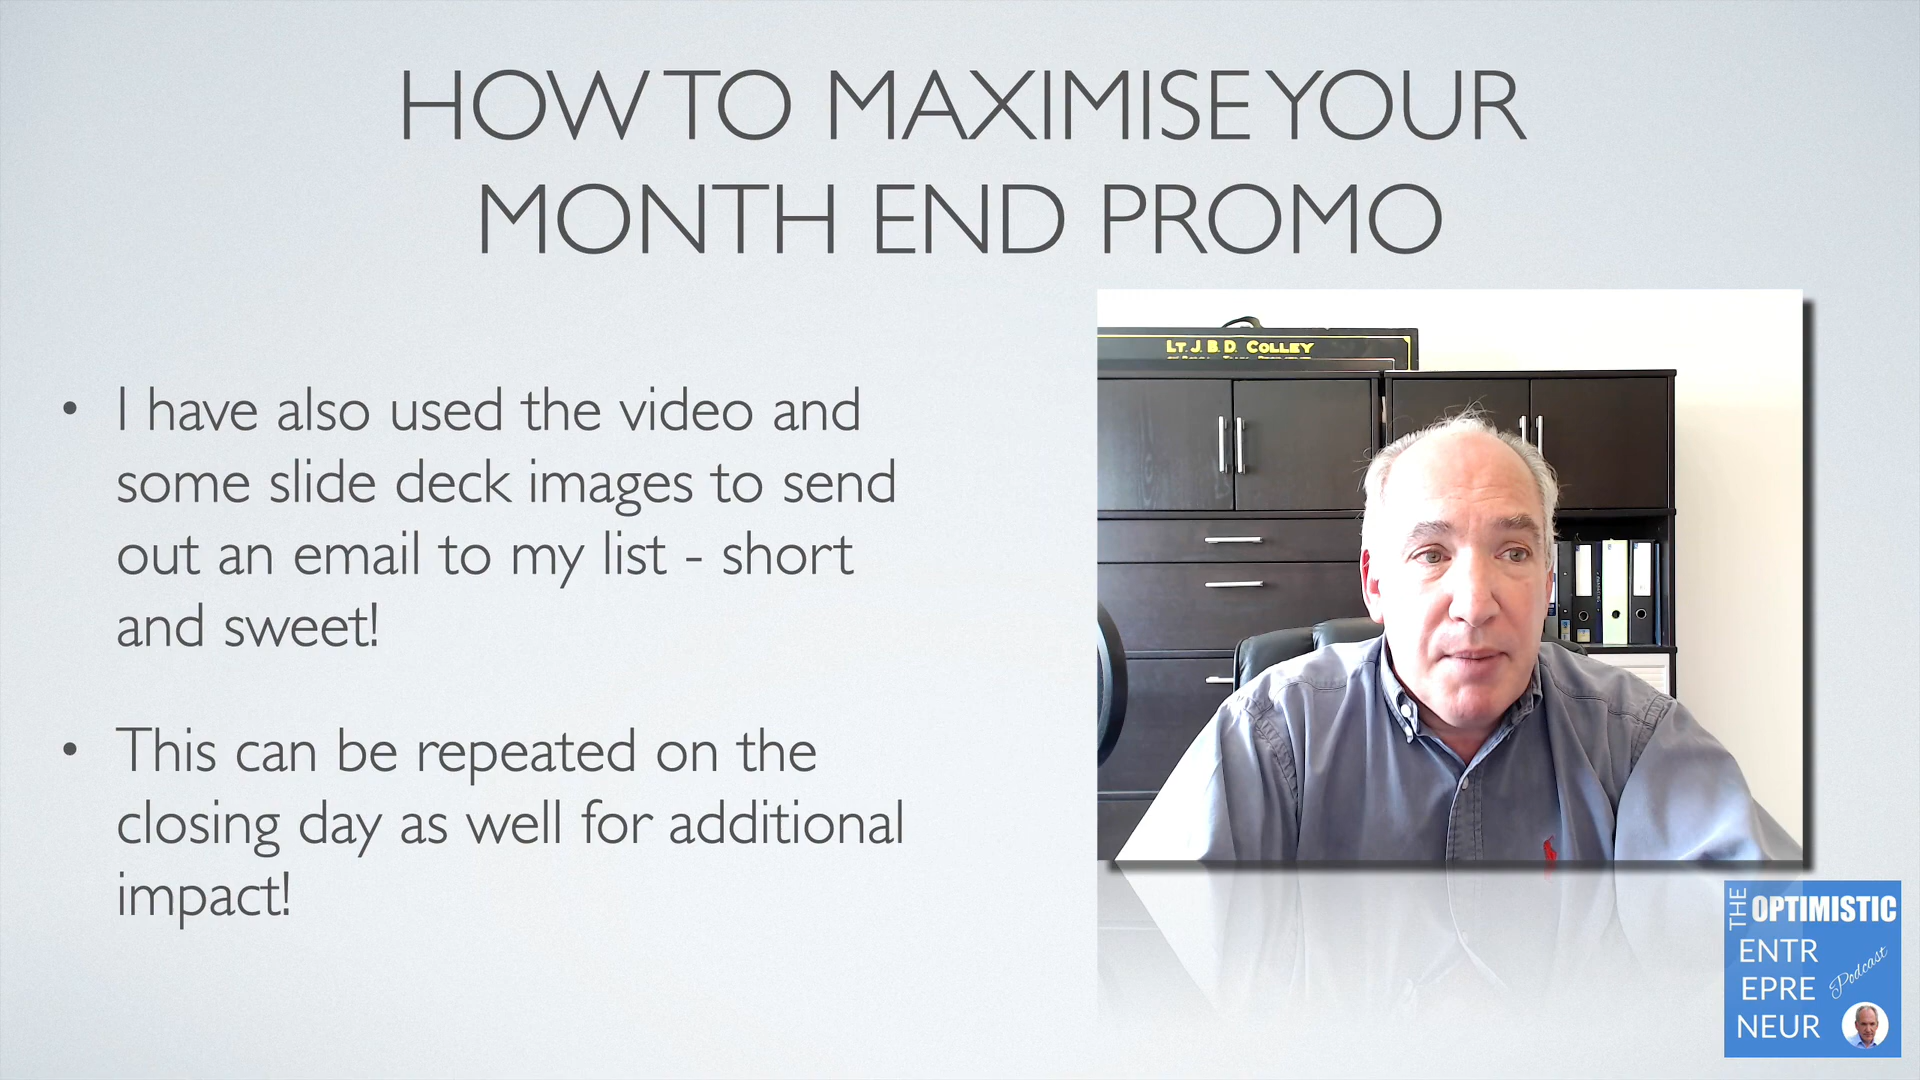 HOW TO MAXIMISE YOUR
MONTH END PROMO
• I have also used the video and
some slide deck images to send
out an email to my list - short
and sweet!
• This can be repeated on the
closing day as well for additional
impact!
LT. J. B. D. COLLEY
THE OPTIMISTIC
ENTR
EPRE
NEUR
Podcast